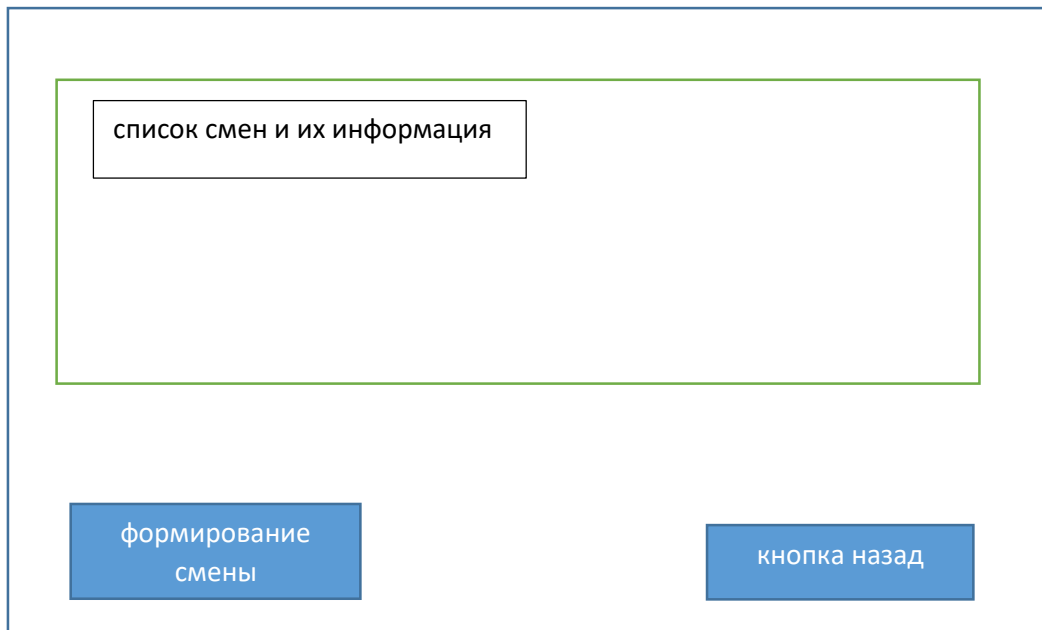 список смен и их информация
формирование
смены
кнопка назад